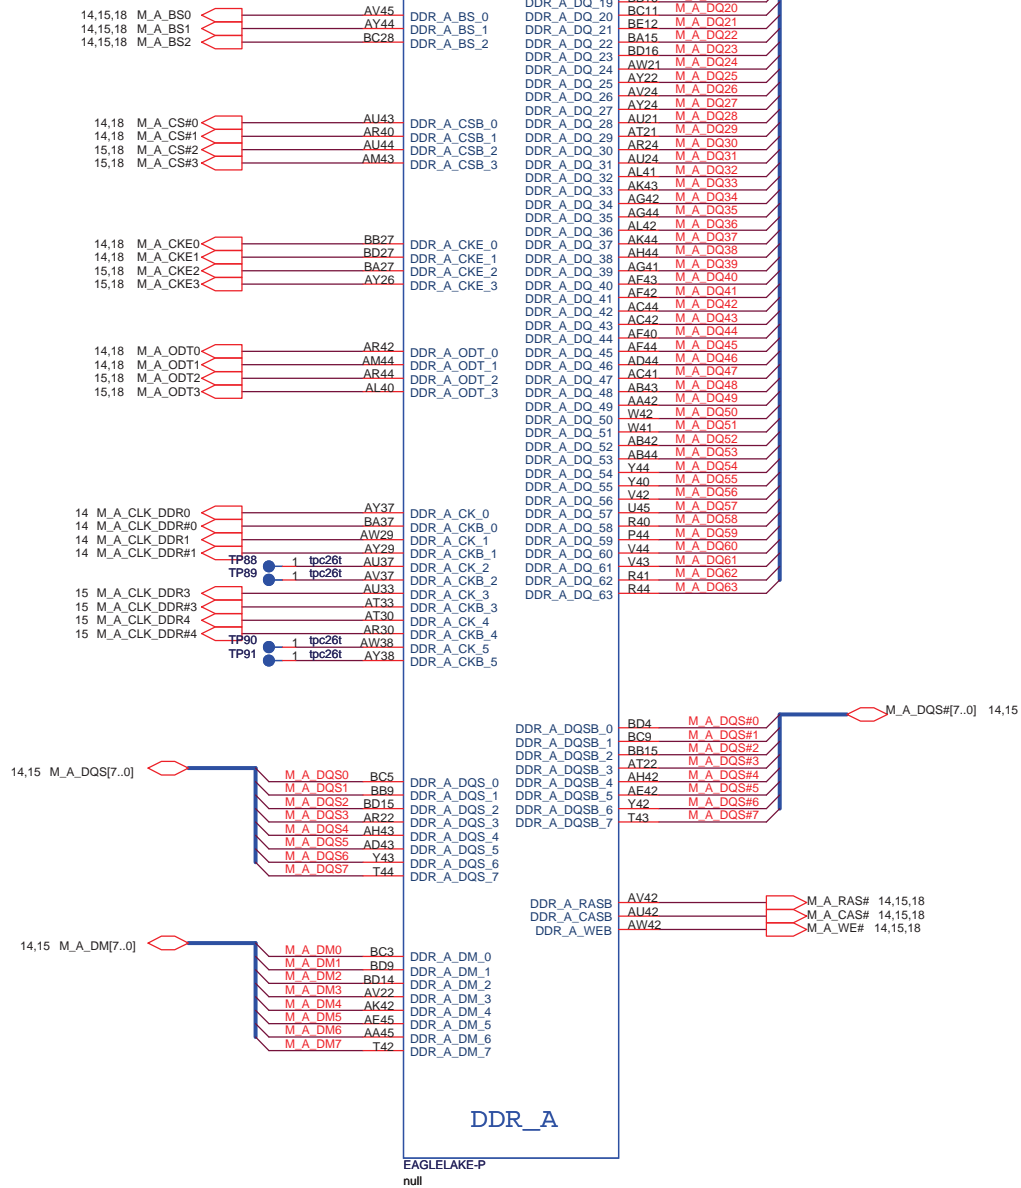 14,15,18 M_A_BS0 AV45 DDR_A_BS_0
14,15,18 M_A_BS1 AY44 DDR_A_BS_1
14,15,18 M_A_BS2 BC28 DDR_A_BS_2
14,18 M_A_CS#0 AU43 DDR_A_CSB_0
14,18 M_A_CS#1 AR40 DDR_A_CSB_1
15,18 M_A_CS#2 AU44 DDR_A_CSB_2
15,18 M_A_CS#3 AM43 DDR_A_CSB_3
14,18 M_A_CKE0 BB27 DDR_A_CKE_0
14,18 M_A_CKE1 BD27 DDR_A_CKE_1
15,18 M_A_CKE2 BA27 DDR_A_CKE_2
15,18 M_A_CKE3 AY26 DDR_A_CKE_3
14,18 M_A_ODT0 AR42 DDR_A_ODT_0
14,18 M_A_ODT1 AM44 DDR_A_ODT_1
15,18 M_A_ODT2 AR44 DDR_A_ODT_2
15,18 M_A_ODT3 AL40 DDR_A_ODT_3
14 M_A_CLK_DDR0 AY37 DDR_A_CK_0
14 M_A_CLK_DDR#0 BA37 DDR_A_CKB_0
14 M_A_CLK_DDR1 AW29 DDR_A_CK_1
14 M_A_CLK_DDR#1 AY29 DDR_A_CKB_1
TP88 1 tpc26t AU37 DDR_A_CK_2
TP89 1 tpc26t AV37 DDR_A_CKB_2
15 M_A_CLK_DDR3 AU33 DDR_A_CK_3
15 M_A_CLK_DDR#3 AT33 DDR_A_CKB_3
15 M_A_CLK_DDR4 AT30 DDR_A_CK_4
15 M_A_CLK_DDR#4 AR30 DDR_A_CKB_4
TP90 1 tpc26t AW38 DDR_A_CK_5
TP91 1 tpc26t AY38 DDR_A_CKB_5
14,15 M_A_DQS[7..0]
M_A_DQS0 BC5 DDR_A_DQS_0
M_A_DQS1 BB9 DDR_A_DQS_1
M_A_DQS2 BD15 DDR_A_DQS_2
M_A_DQS3 AR22 DDR_A_DQS_3
M_A_DQS4 AH43 DDR_A_DQS_4
M_A_DQS5 AD43 DDR_A_DQS_5
M_A_DQS6 Y43 DDR_A_DQS_6
M_A_DQS7 T44 DDR_A_DQS_7
14,15 M_A_DM[7..0]
M_A_DM0 BC3 DDR_A_DM_0
M_A_DM1 BD9 DDR_A_DM_1
M_A_DM2 BD14 DDR_A_DM_2
M_A_DM3 AV22 DDR_A_DM_3
M_A_DM4 AK42 DDR_A_DM_4
M_A_DM5 AE45 DDR_A_DM_5
M_A_DM6 AA45 DDR_A_DM_6
M_A_DM7 T42 DDR_A_DM_7
DDR_A_DQ_19
DDR_A_DQ_20 BC11 M_A_DQ20
DDR_A_DQ_21 BE12 M_A_DQ21
DDR_A_DQ_22 BA15 M_A_DQ22
DDR_A_DQ_23 BD16 M_A_DQ23
DDR_A_DQ_24 AW21 M_A_DQ24
DDR_A_DQ_25 AY22 M_A_DQ25
DDR_A_DQ_26 AV24 M_A_DQ26
DDR_A_DQ_27 AY24 M_A_DQ27
DDR_A_DQ_28 AU21 M_A_DQ28
DDR_A_DQ_29 AT21 M_A_DQ29
DDR_A_DQ_30 AR24 M_A_DQ30
DDR_A_DQ_31 AU24 M_A_DQ31
DDR_A_DQ_32 AL41 M_A_DQ32
DDR_A_DQ_33 AK43 M_A_DQ33
DDR_A_DQ_34 AG42 M_A_DQ34
DDR_A_DQ_35 AG44 M_A_DQ35
DDR_A_DQ_36 AL42 M_A_DQ36
DDR_A_DQ_37 AK44 M_A_DQ37
DDR_A_DQ_38 AH44 M_A_DQ38
DDR_A_DQ_39 AG41 M_A_DQ39
DDR_A_DQ_40 AF43 M_A_DQ40
DDR_A_DQ_41 AF42 M_A_DQ41
DDR_A_DQ_42 AC44 M_A_DQ42
DDR_A_DQ_43 AC42 M_A_DQ43
DDR_A_DQ_44 AF40 M_A_DQ44
DDR_A_DQ_45 AF44 M_A_DQ45
DDR_A_DQ_46 AD44 M_A_DQ46
DDR_A_DQ_47 AC41 M_A_DQ47
DDR_A_DQ_48 AB43 M_A_DQ48
DDR_A_DQ_49 AA42 M_A_DQ49
DDR_A_DQ_50 W42 M_A_DQ50
DDR_A_DQ_51 W41 M_A_DQ51
DDR_A_DQ_52 AB42 M_A_DQ52
DDR_A_DQ_53 AB44 M_A_DQ53
DDR_A_DQ_54 Y44 M_A_DQ54
DDR_A_DQ_55 Y40 M_A_DQ55
DDR_A_DQ_56 V42 M_A_DQ56
DDR_A_DQ_57 U45 M_A_DQ57
DDR_A_DQ_58 R40 M_A_DQ58
DDR_A_DQ_59 P44 M_A_DQ59
DDR_A_DQ_60 V44 M_A_DQ60
DDR_A_DQ_61 V43 M_A_DQ61
DDR_A_DQ_62 R41 M_A_DQ62
DDR_A_DQ_63 R44 M_A_DQ63
M_A_DQS#[7..0] 14,15
DDR_A_DQSB_0 BD4 M_A_DQS#0
DDR_A_DQSB_1 BC9 M_A_DQS#1
DDR_A_DQSB_2 BB15 M_A_DQS#2
DDR_A_DQSB_3 AT22 M_A_DQS#3
DDR_A_DQSB_4 AH42 M_A_DQS#4
DDR_A_DQSB_5 AE42 M_A_DQS#5
DDR_A_DQSB_6 Y42 M_A_DQS#6
DDR_A_DQSB_7 T43 M_A_DQS#7
DDR_A_RASB AV42 M_A_RAS# 14,15,18
DDR_A_CASB AU42 M_A_CAS# 14,15,18
DDR_A_WEB AW42 M_A_WE# 14,15,18
DDR_A
EAGLELAKE-P
null